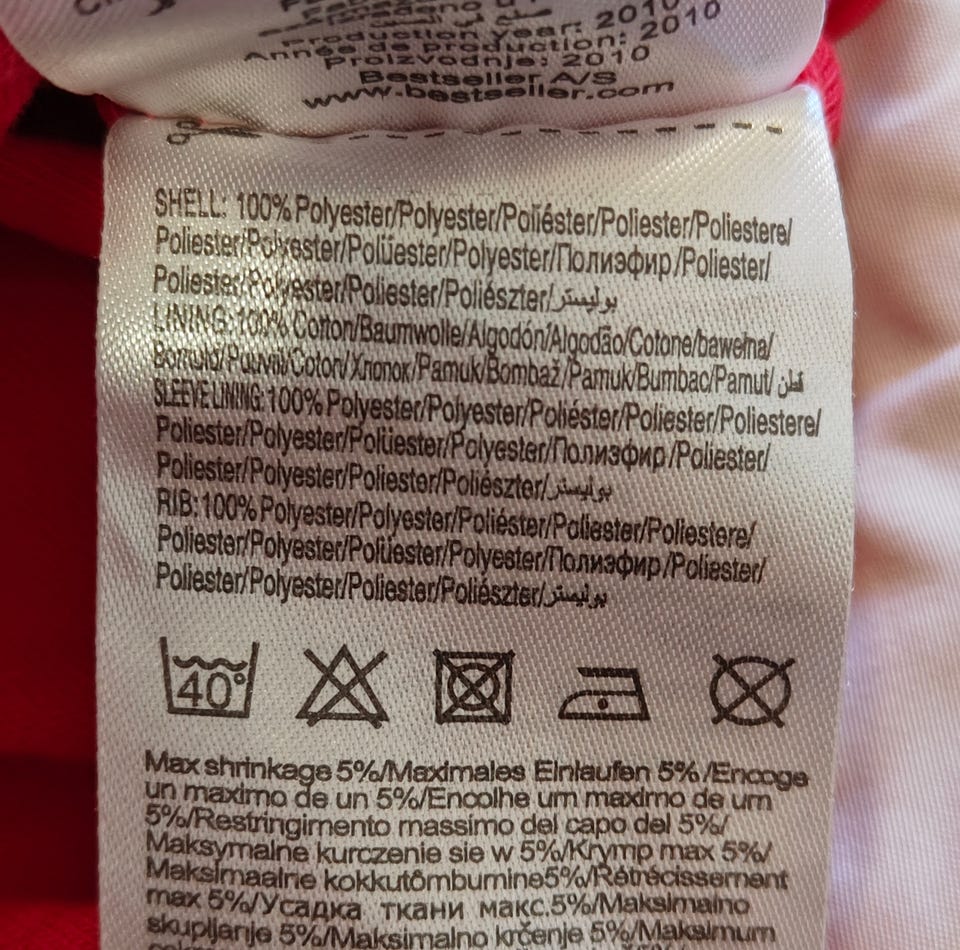 Production Year: 2010
Année de production: 2010
Proizvodnje: 2010
Bestseller A/S
www.bestseller.com
SHELL: 100% Polyester/Polyester/Poliéster/Poliester/Poliestere/
Poliester/Polyester/Polüester/Polyester/Полиэфир/Poliester/
Poliester/Polyester/Poliester/Poliészter/بوليستر
LINING:100% Cotton/Baumwolle/Algodón/Algodão/Cotone/bawełna/
Bomuld/Puuvill/Coton/Хлопок/Pamuk/Bombaž/Pamuk/Bumbac/Pamut/قطن
SLEEVE LINING:100% Polyester/Polyester/Poliéster/Poliester/Poliestere/
Poliester/Polyester/Polüester/Polyester/Полиэфир/Poliester/
Poliester/Polyester/Poliester/Poliészter/بوليستر
RIB:100% Polyester/Polyester/Poliéster/Poliester/Poliestere/
Poliester/Polyester/Polüester/Polyester/Полиэфир/Poliester/
Poliester/Polyester/Poliester/Poliészter/بوليستر
40°
Max shrinkage 5%/Maximales Einlaufen 5%/Encoge
un maximo de un 5%/Encolhe um maximo de um
5%/Restringimento massimo del capo del 5%/
Maksymalne kurczenie sie w 5%/Krymp max 5%/
Maksimaalne kokkutõmbumine5%/Rétrécissement
max 5%/Усадка ткани макс.5%/Maksimalno
skupljanje 5%/Maksimalno krčenje 5%/Maksimum